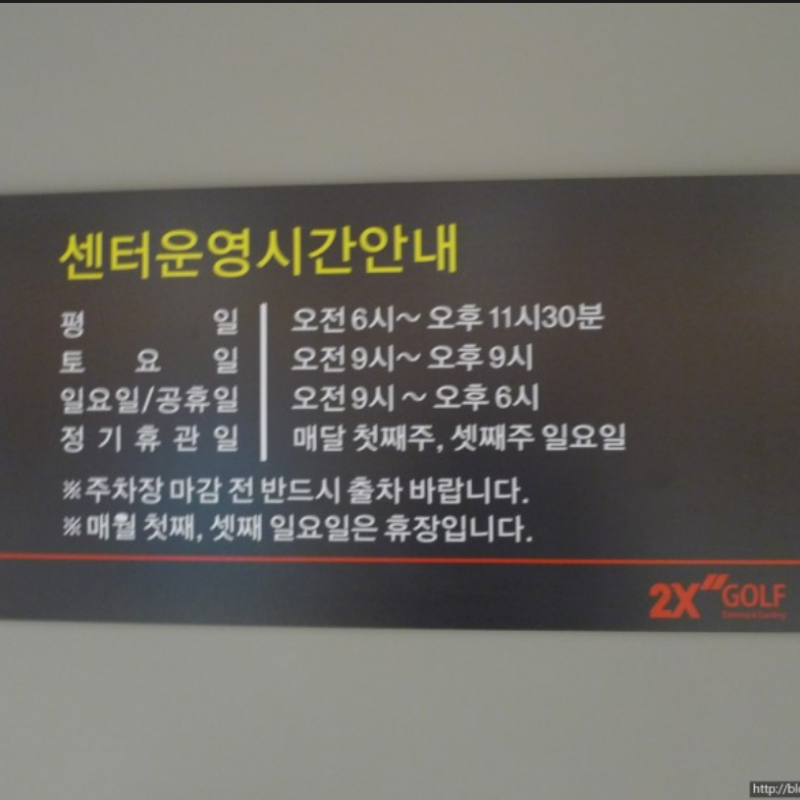 센터운영시간안내
평 일 오전 6시~ 오후 11시30분
토 요 일 오전 9시~ 오후 9시
일요일/공휴일 오전 9시 ~ 오후 6시
정 기 휴 관 일 매달 첫째주, 셋째주 일요일
※주차장 마감 전 반드시 출차 바랍니다.
※매월 첫째, 셋째 일요일은 휴장입니다.
2X GOLF